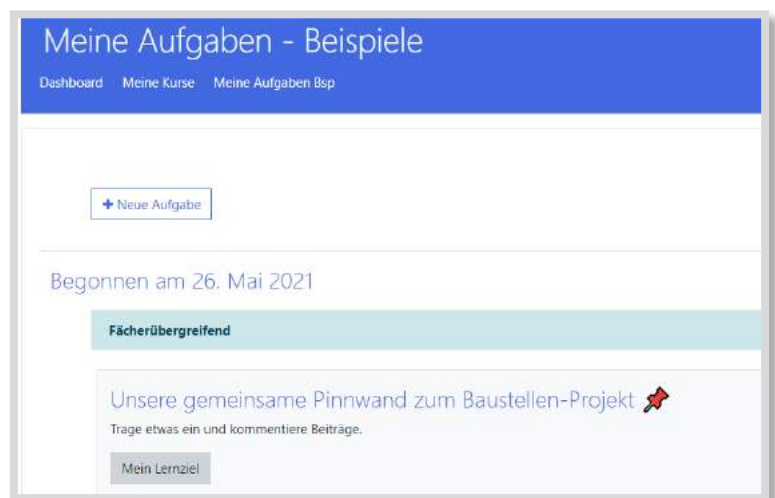 Meine Aufgaben - Beispiele
Dashboard Meine Kurse Meine Aufgaben Bsp
+ Neue Aufgabe
Begonnen am 26. Mai 2021
Fächerübergreifend
Unsere gemeinsame Pinnwand zum Baustellen-Projekt 📌
Trage etwas ein und kommentiere Beiträge.
Mein Lernziel